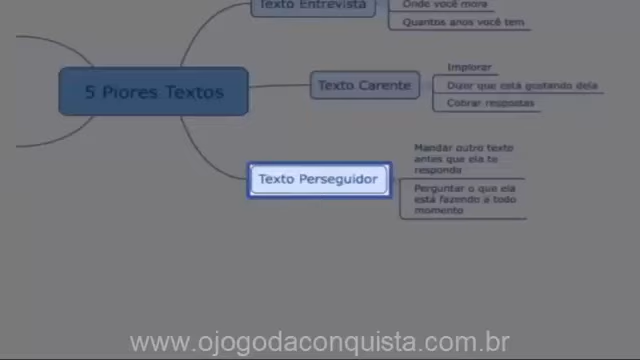 Texto Entrevista
Onde você mora
Quantos anos você tem
5 Piores Textos
Texto Carente
Implorar
Dizer que está gostando dela
Cobrar respostas
Texto Perseguidor
Mandar outro texto
antes que ela te
responda
Perguntar o que ela
está fazendo a todo
momento
www.ojogodaconquista.com.br